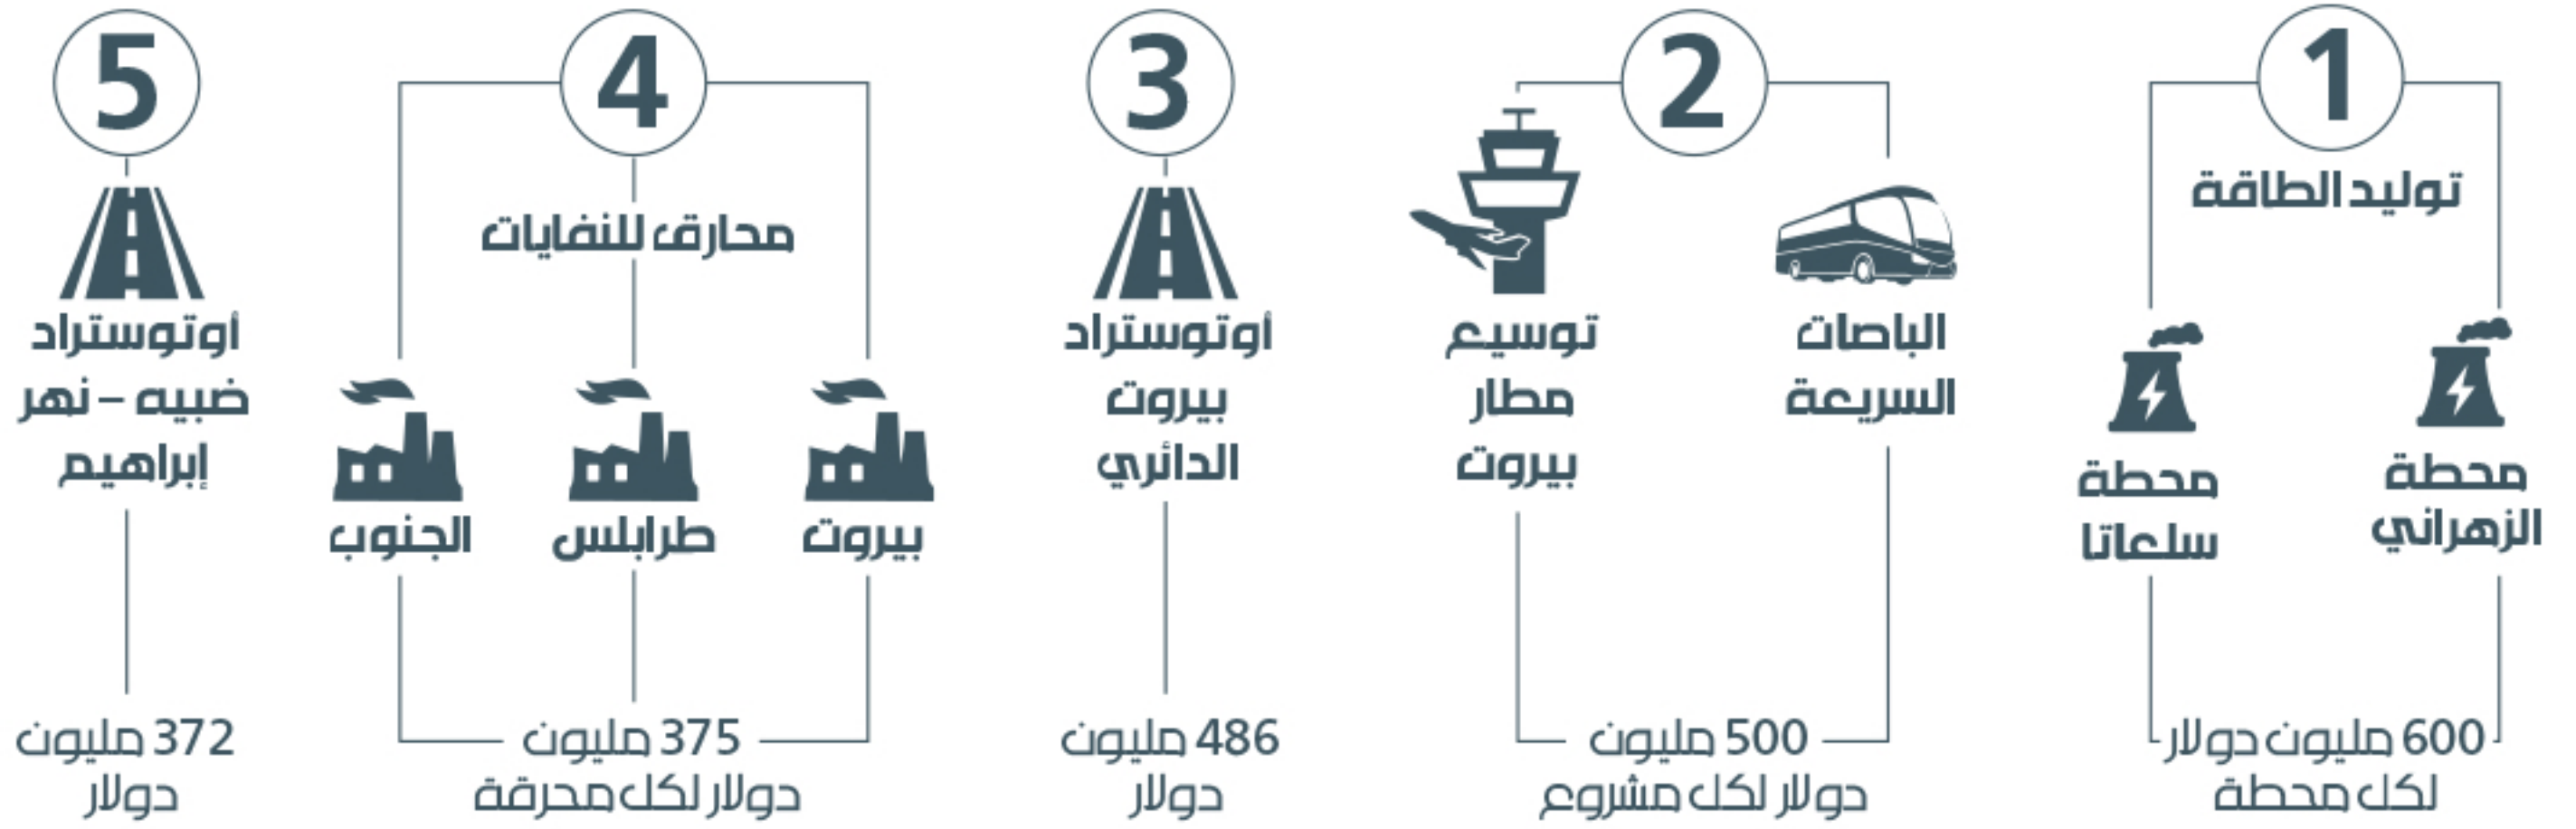 1
توليد الطاقة
محطة
الزهراني
محطة
سلعاتا
600 مليون دولار
لكل محطة
2
الباصات
السريعة
توسيع
مطار
بيروت
500 مليون
دولار لكل مشروع
3
أوتوستراد
بيروت
الدائري
486 مليون
دولار
4
محارق للنفايات
بيروت
طرابلس
الجنوب
375 مليون
دولار لكل محرقة
5
أوتوستراد
ضبيه – نهر
إبراهيم
372 مليون
دولار